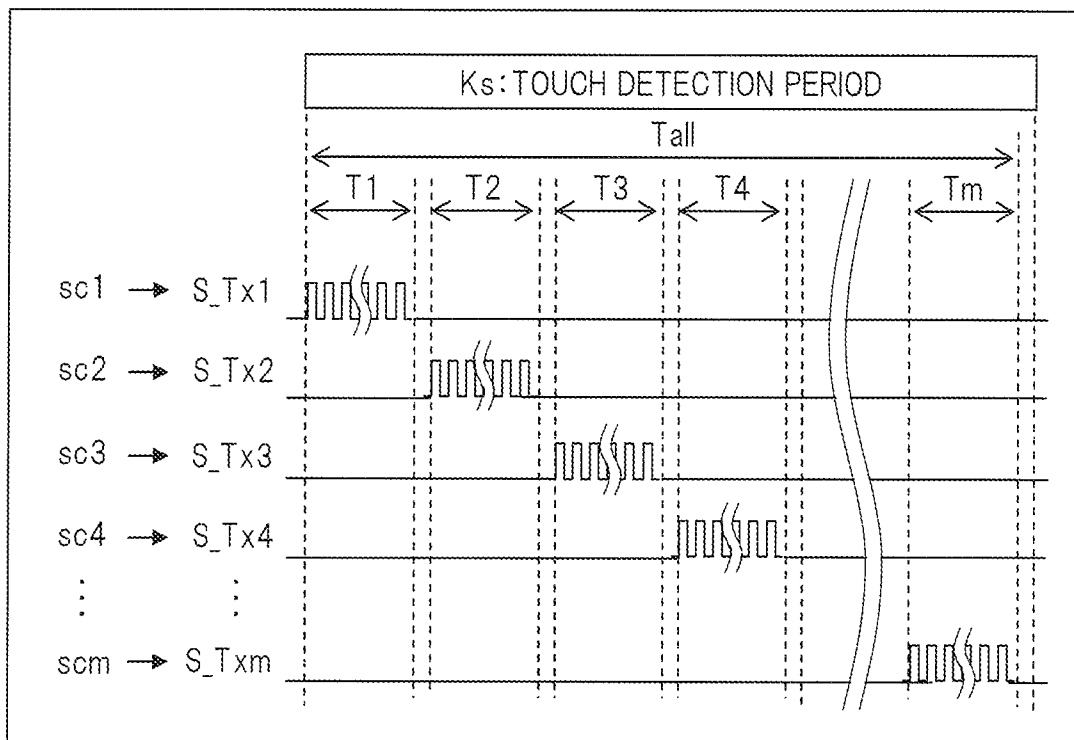 Ks:TOUCH DETECTION PERIOD
Tall
T1 T2 T3 T4 Tm
sc1 → S_Tx1
sc2 → S_Tx2
sc3 → S_Tx3
sc4 → S_Tx4
⋮ ⋮
scm → S_Txm